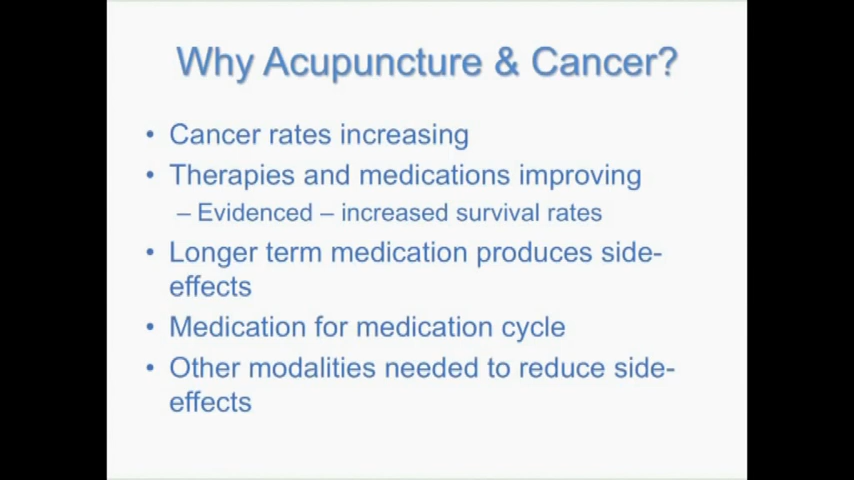 Why Acupuncture & Cancer?
• Cancer rates increasing
• Therapies and medications improving
– Evidenced – increased survival rates
• Longer term medication produces side-
effects
• Medication for medication cycle
• Other modalities needed to reduce side-
effects